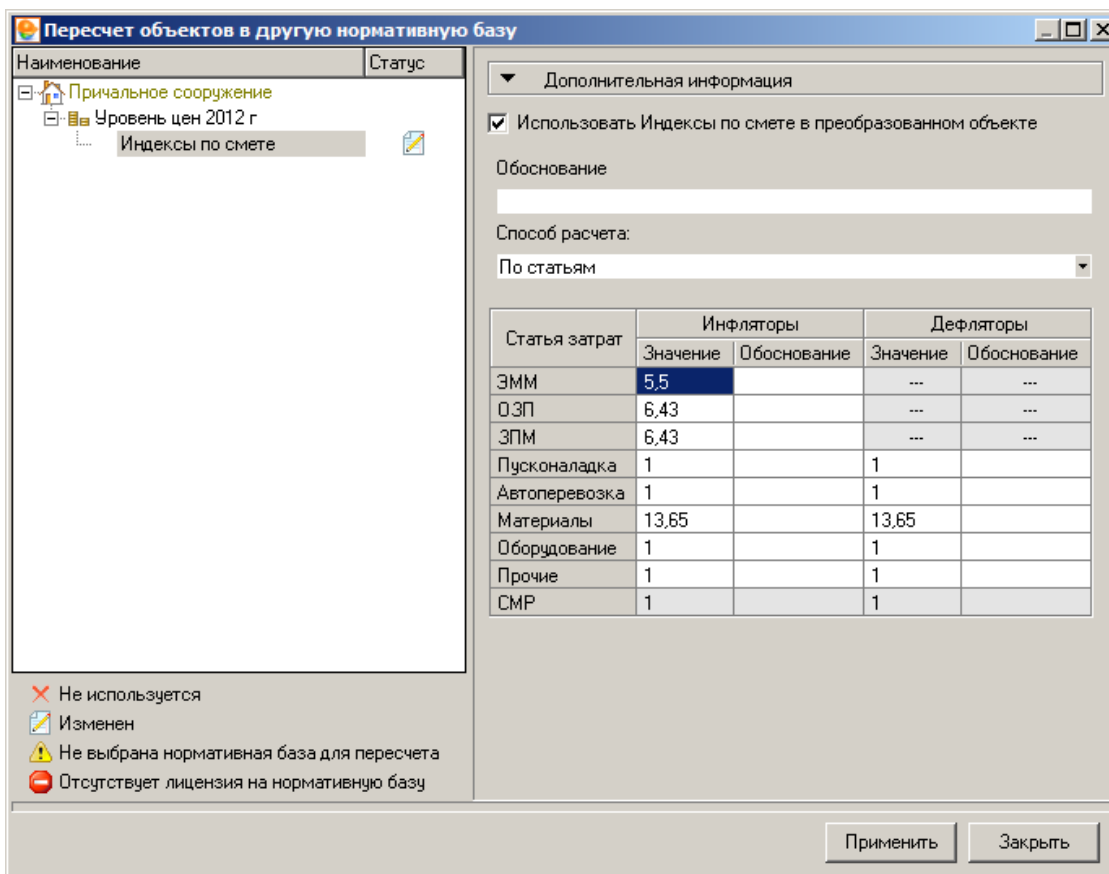 Пересчет объектов в другую нормативную базу
Наименование Статус
Причальное сооружение
Уровень цен 2012 г
Индексы по смете
Не используется
Изменен
Не выбрана нормативная база для пересчета
Отсутствует лицензия на нормативную базу
Дополнительная информация
Использовать Индексы по смете в преобразованном объекте
Обоснование
Способ расчета:
По статьям
Статья затрат Инфляторы Дефляторы
Значение Обоснование Значение Обоснование
ЭММ 5,5 --- ---
ОЗП 6,43 --- ---
ЗПМ 6,43 --- ---
Пусконаладка 1 1
Автоперевозка 1 1
Материалы 13,65 13,65
Оборудование 1 1
Прочие 1 1
СМР 1 1
Применить Закрыть